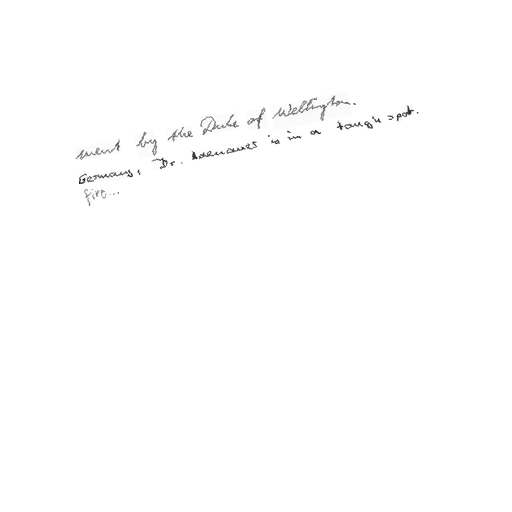 ment by the Duke of Wellington.
Germany, Dr. Adenauer is in a tough spot.
fire...